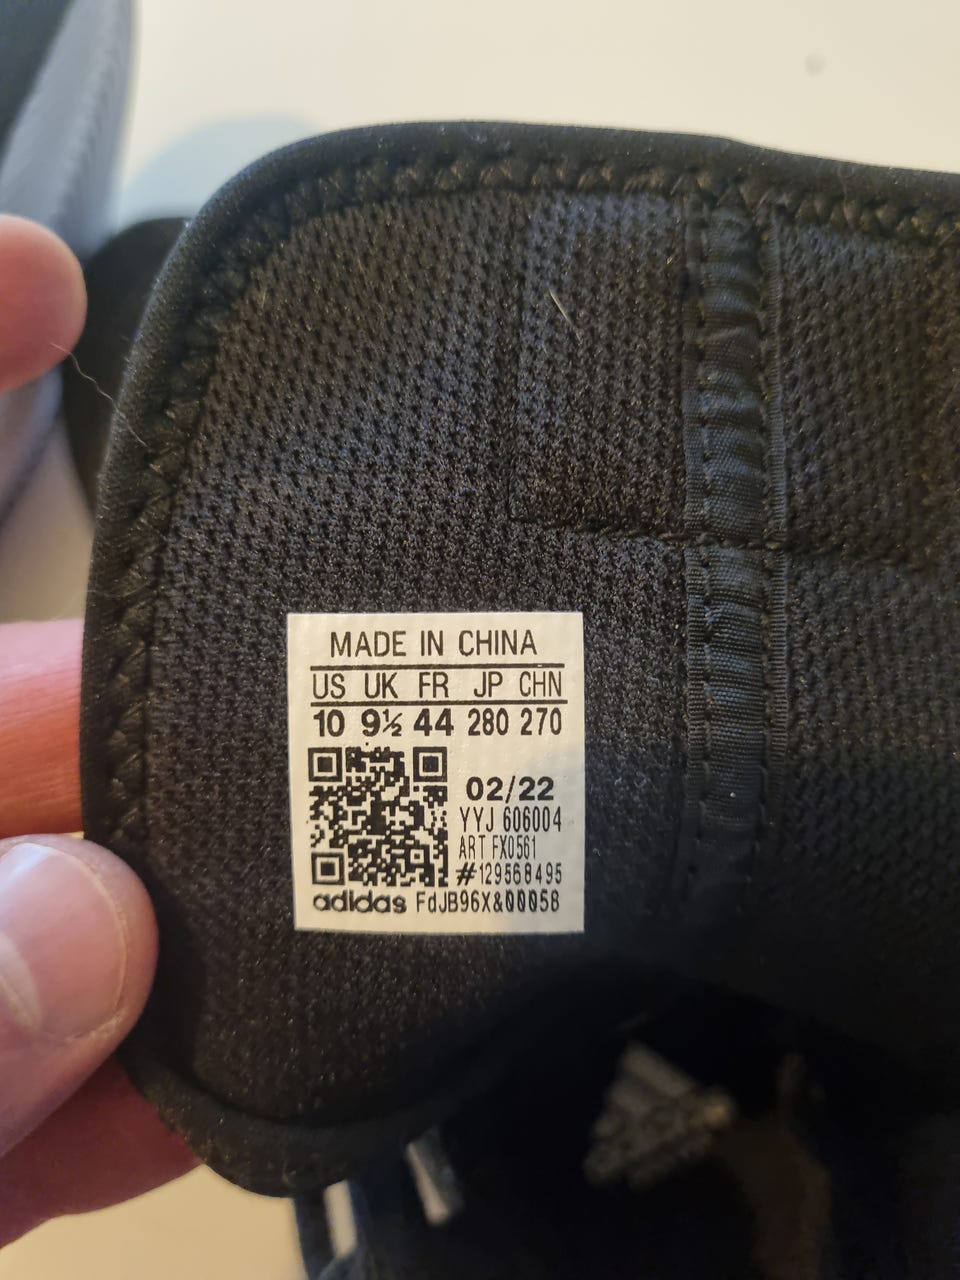 MADE IN CHINA
US UK FR JP CHN
10 9½ 44 280 270
02/22
YYJ 606004
ART FX0561
#129568495
adidas FdJB96X&00058